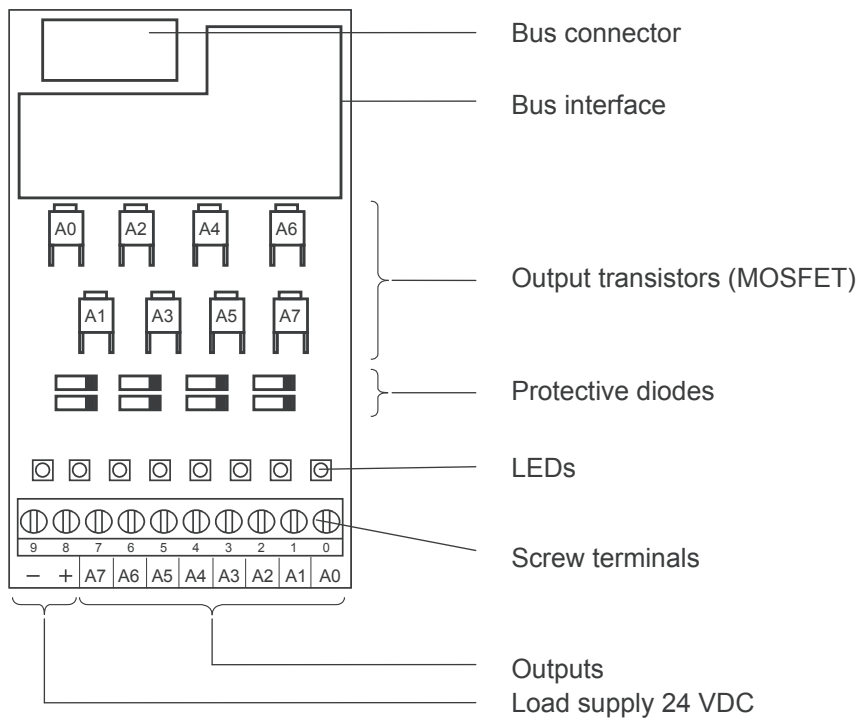 Bus connector
Bus interface
A0 A2 A4 A6
Output transistors (MOSFET)
A1 A3 A5 A7
Protective diodes
LEDs
9 8 7 6 5 4 3 2 1 0
Screw terminals
− + A7 A6 A5 A4 A3 A2 A1 A0
Outputs
Load supply 24 VDC